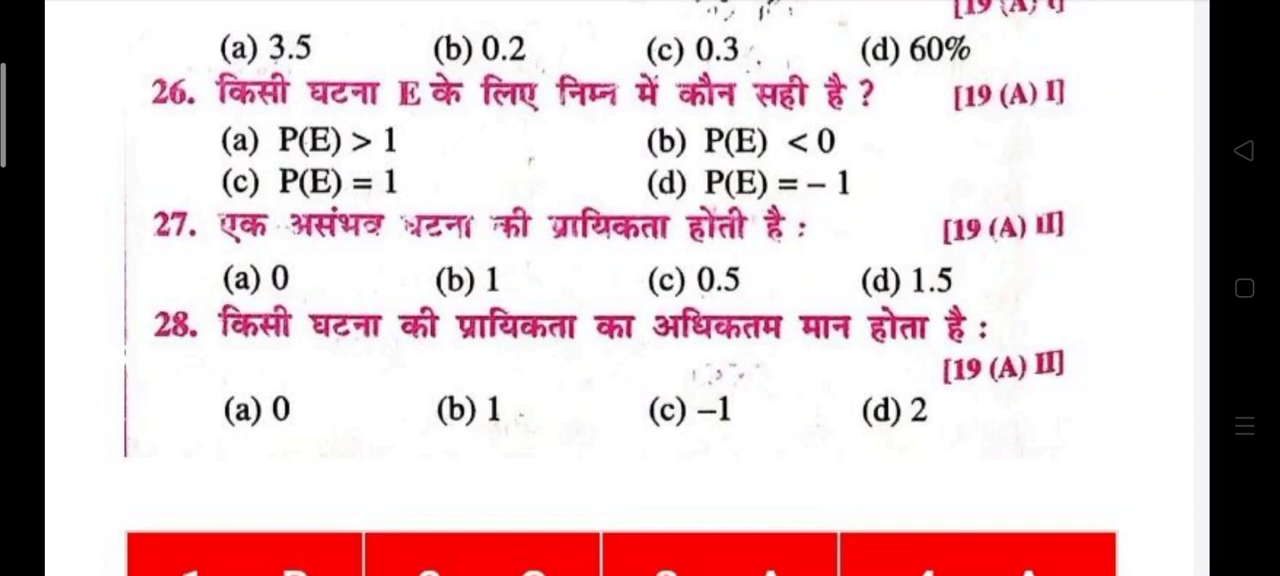 [19 (A) I]
(a) 3.5 (b) 0.2 (c) 0.3 (d) 60%
26. किसी घटना E के लिए निम्न में कौन सही है ? [19 (A) I]
(a) P(E) > 1 (b) P(E) < 0
(c) P(E) = 1 (d) P(E) = – 1
27. एक असंभव घटना की प्रायिकता होती है : [19 (A) II]
(a) 0 (b) 1 (c) 0.5 (d) 1.5
28. किसी घटना की प्रायिकता का अधिकतम मान होता है :
[19 (A) II]
(a) 0 (b) 1 (c) –1 (d) 2